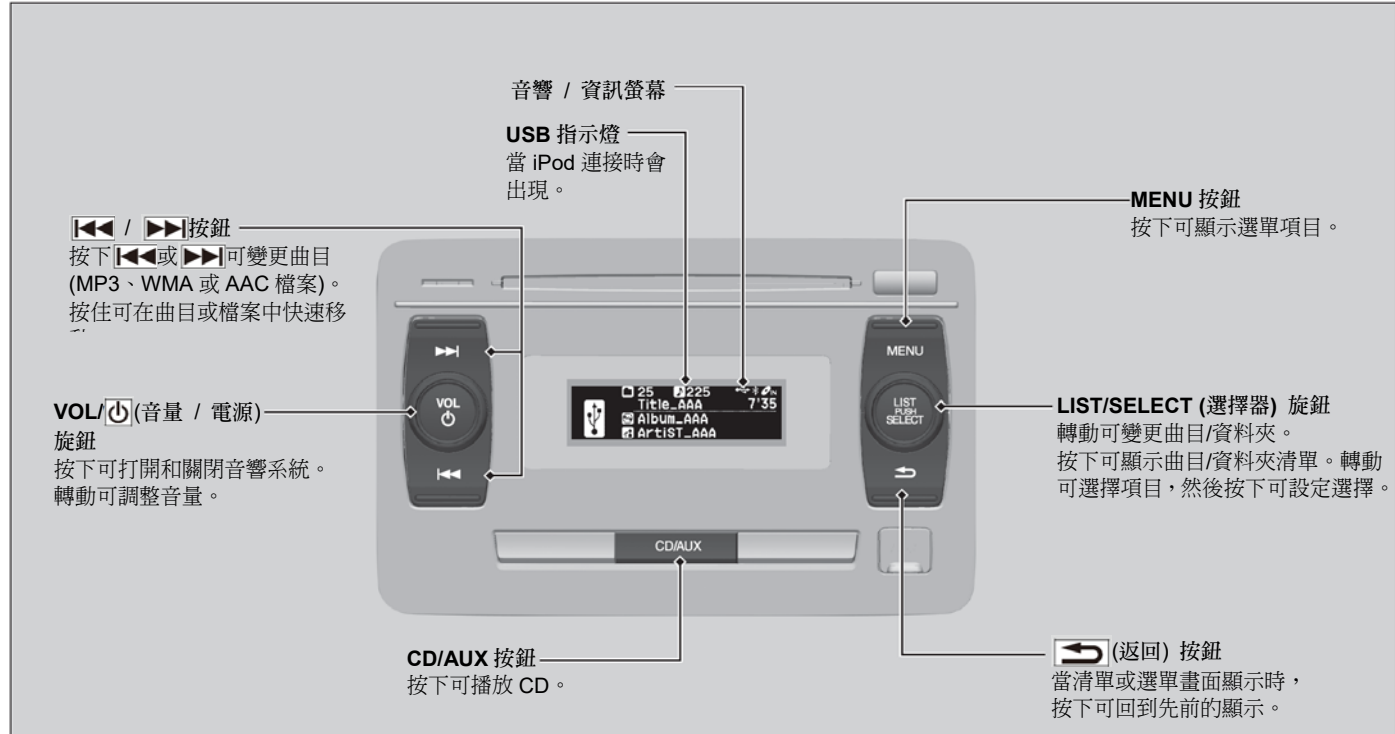 音響 / 資訊螢幕
USB 指示燈
當 iPod 連接時會
出現。
MENU 按鈕
按下可顯示選單項目。
|◀◀ / ▶▶|按鈕
按下|◀◀或▶▶|可變更曲目
(MP3、WMA 或 AAC 檔案)。
按住可在曲目或檔案中快速移
VOL/⏻(音量 / 電源)
旋鈕
按下可打開和關閉音響系統。
轉動可調整音量。
VOL
25 225
Title_AAA 7'35
Album_AAA
ArtiST_AAA
MENU
LIST
PUSH
SELECT
LIST/SELECT (選擇器) 旋鈕
轉動可變更曲目/資料夾。
按下可顯示曲目/資料夾清單。轉動
可選擇項目，然後按下可設定選擇。
CD/AUX
CD/AUX 按鈕
按下可播放 CD。
(返回) 按鈕
當清單或選單畫面顯示時，
按下可回到先前的顯示。